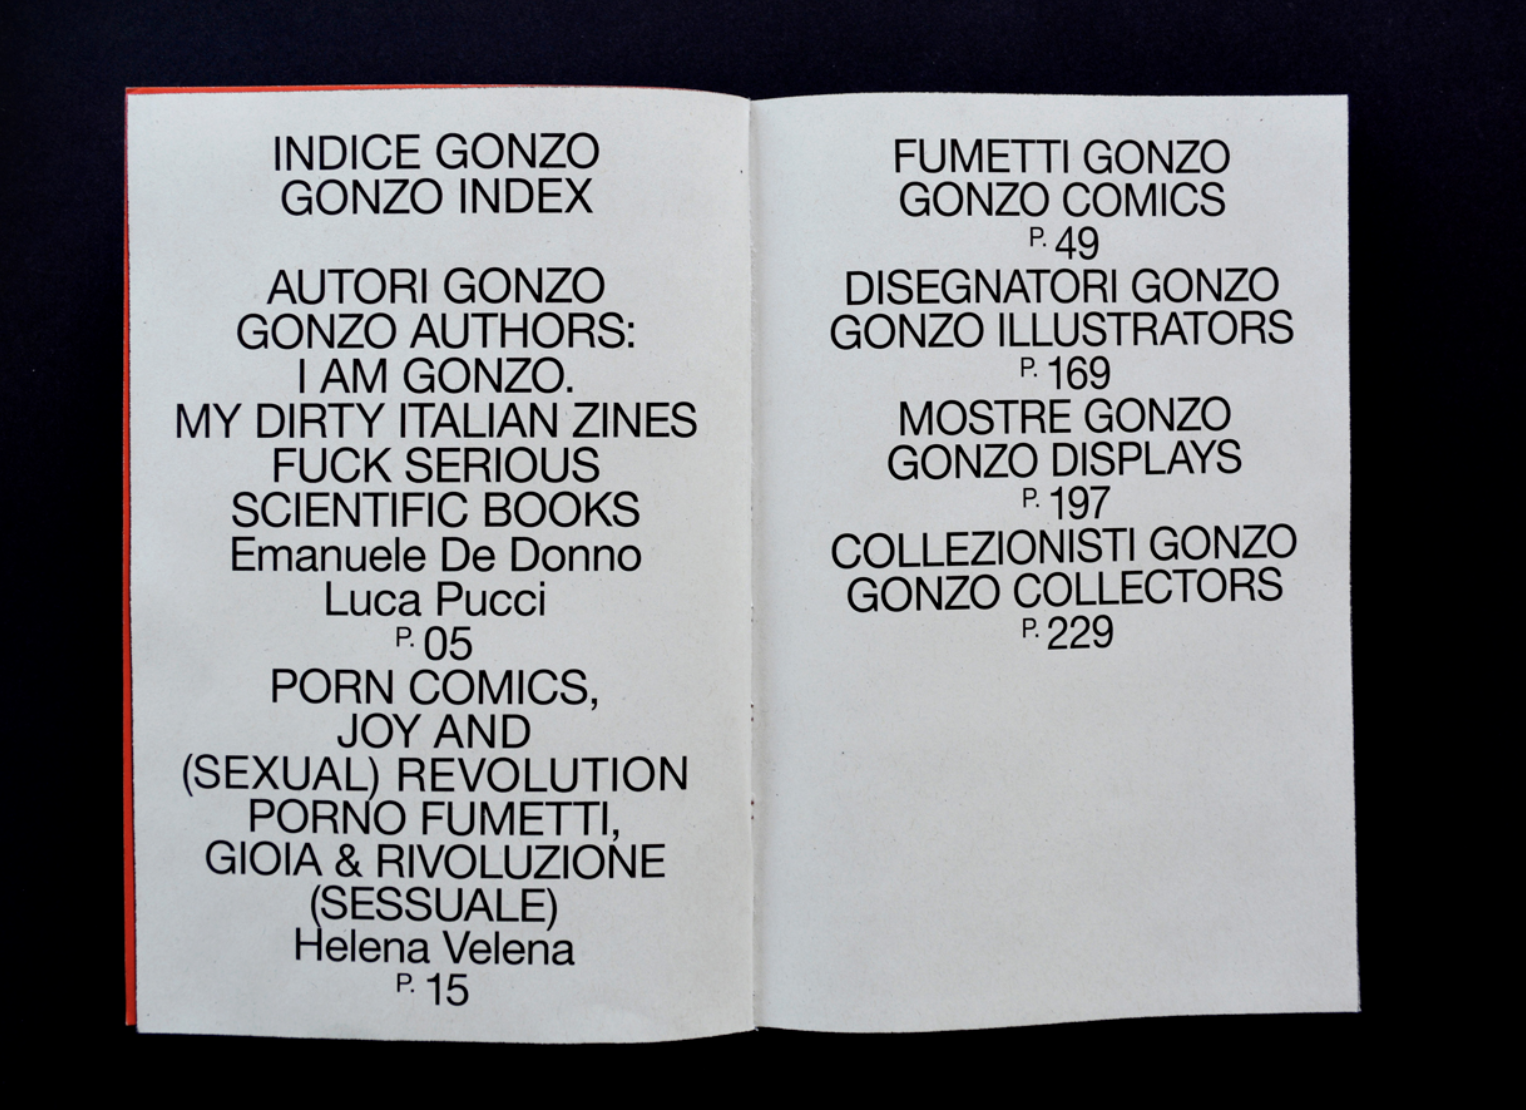 INDICE GONZO
GONZO INDEX
AUTORI GONZO
GONZO AUTHORS:
I AM GONZO.
MY DIRTY ITALIAN ZINES
FUCK SERIOUS
SCIENTIFIC BOOKS
Emanuele De Donno
Luca Pucci
P. 05
PORN COMICS,
JOY AND
(SEXUAL) REVOLUTION
PORNO FUMETTI,
GIOIA & RIVOLUZIONE
(SESSUALE)
Helena Velena
P. 15
FUMETTI GONZO
GONZO COMICS
P. 49
DISEGNATORI GONZO
GONZO ILLUSTRATORS
P. 169
MOSTRE GONZO
GONZO DISPLAYS
P. 197
COLLEZIONISTI GONZO
GONZO COLLECTORS
P. 229